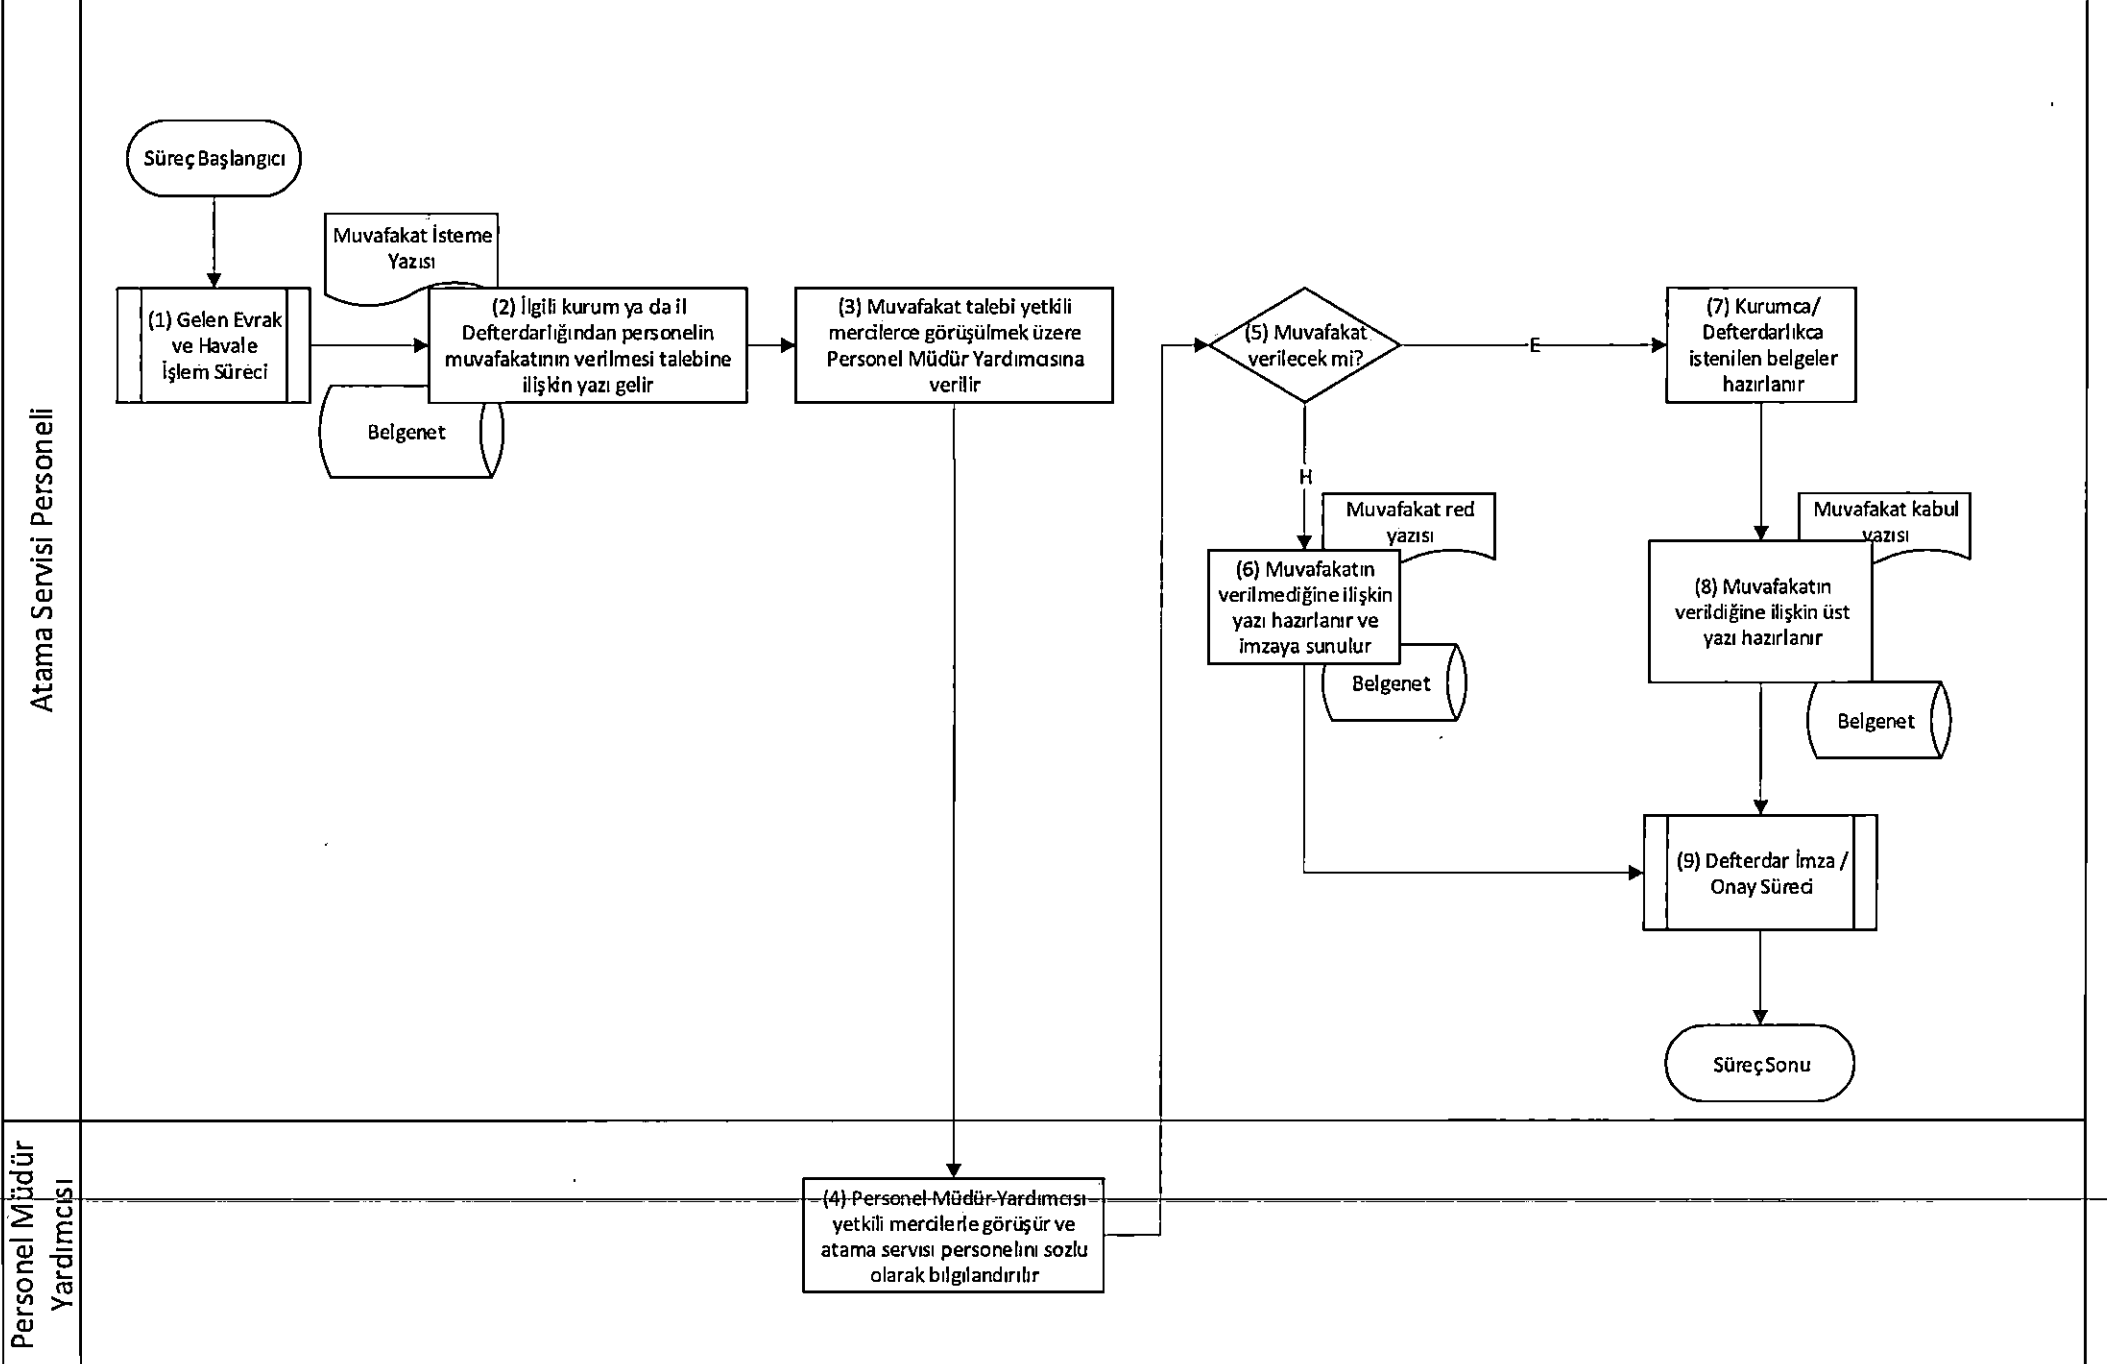 Atama Servisi Personeli
Süreç Başlangıcı
(1) Gelen Evrak
ve Havale
İşlem Süreci
Muvafakat İsteme
Yazısı
(2) İlgili kurum ya da il
Defterdarlığından personelin
muvafakatının verilmesi talebine
ilişkin yazı gelir
Belgenet
(3) Muvafakat talebi yetkili
mercilerce görüşülmek üzere
Personel Müdür Yardımcısına
verilir
(5) Muvafakat
verilecek mi?
E
H
Muvafakat red
yazısı
(6) Muvafakatın
verilmediğine ilişkin
yazı hazırlanır ve
imzaya sunulur
Belgenet
(7) Kurumca/
Defterdarlıkca
istenilen belgeler
hazırlanır
Muvafakat kabul
yazısı
(8) Muvafakatın
verildiğine ilişkin üst
yazı hazırlanır
Belgenet
(9) Defterdar İmza /
Onay Süreci
Süreç Sonu
Personel Müdür
Yardımcısı
(4) Personel Müdür Yardımcısı
yetkili mercilerle görüşür ve
atama servisi personelini sozlu
olarak bilgilandırılır